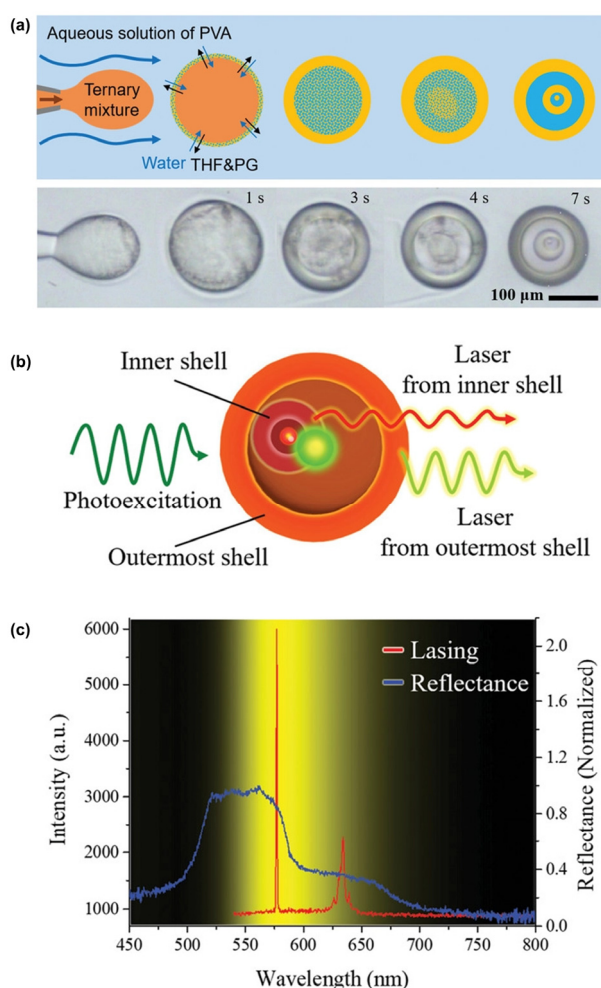 (a)
Aqueous solution of PVA
Ternary
mixture
Water THF&PG
1 s
3 s
4 s
7 s
100 µm
(b)
Inner shell
Laser
from inner shell
Photoexcitation
Outermost shell
Laser
from outermost shell
(c)
Intensity (a.u.)
6000
5000
4000
3000
2000
1000
Lasing
Reflectance
2.0
1.6
1.2
0.8
0.4
0.0
Reflectance (Normalized)
450 500 550 600 650 700 750 800
Wavelength (nm)